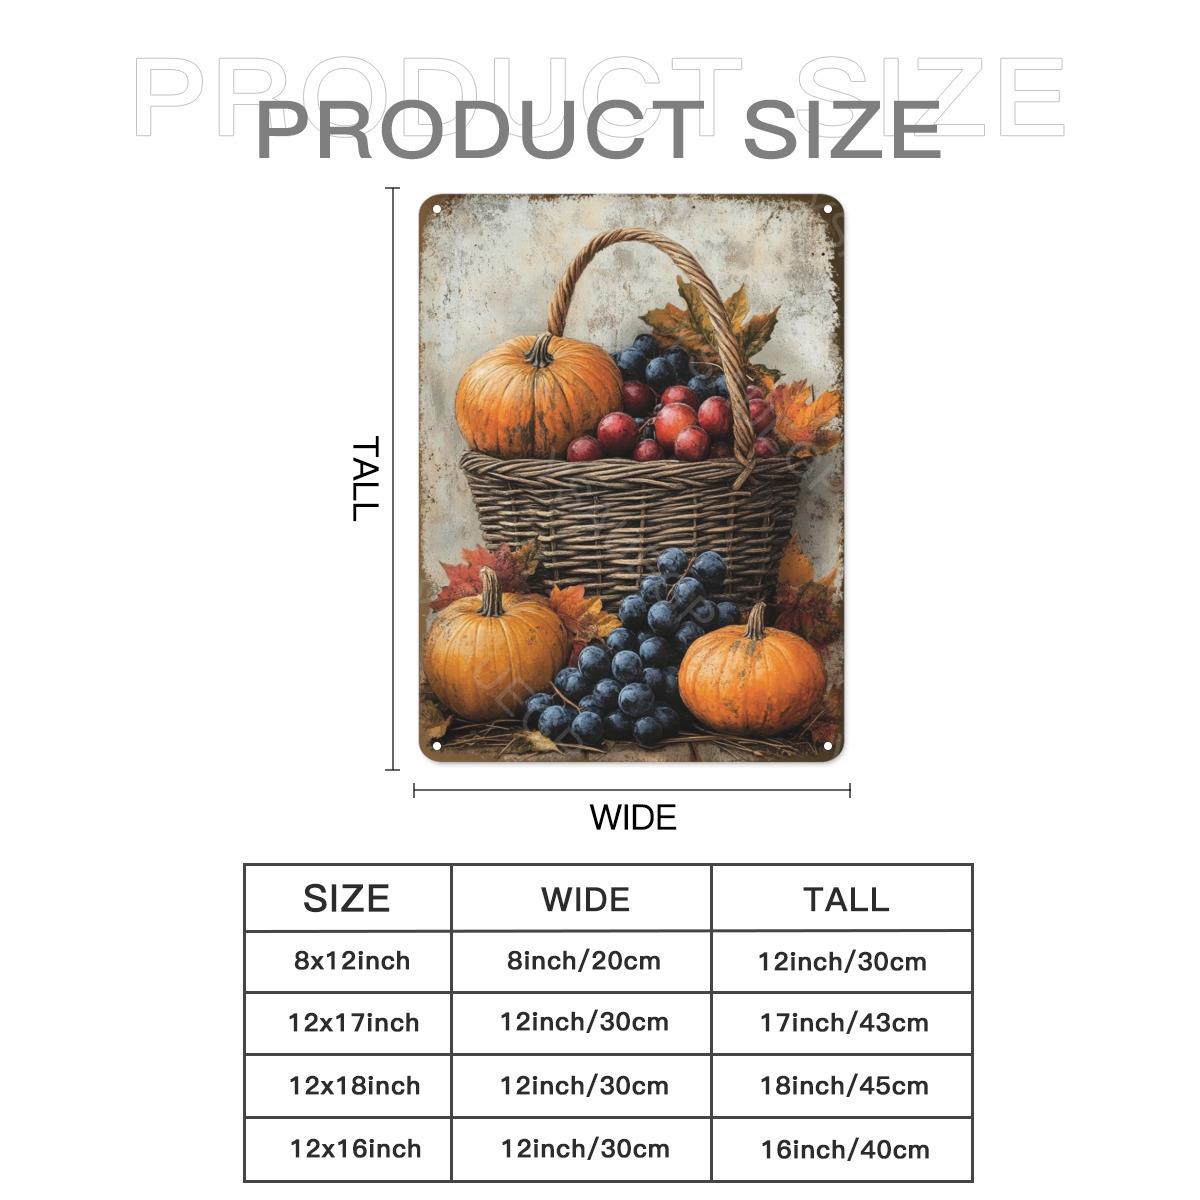 PRODUCT SIZE
PRODUCT SIZE
TALL
WIDE
SIZE WIDE TALL
8x12inch 8inch/20cm 12inch/30cm
12x17inch 12inch/30cm 17inch/43cm
12x18inch 12inch/30cm 18inch/45cm
12x16inch 12inch/30cm 16inch/40cm